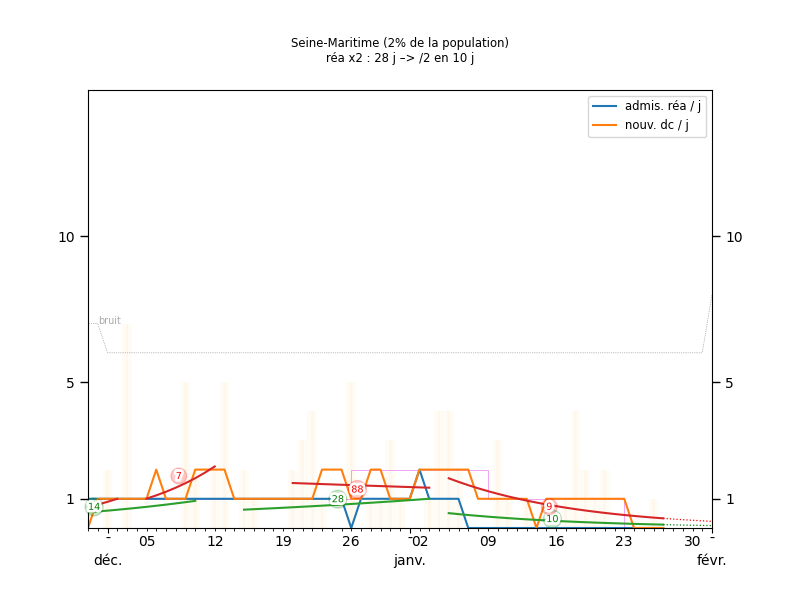 Seine-Maritime (2% de la population)
réa x2 : 28 j –> /2 en 10 j
admis. réa / j
nouv. dc / j
10
10
bruit
5
5
7
88
28
14
9
10
1
1
05
12
19
26
02
09
16
23
30
déc.
janv.
févr.